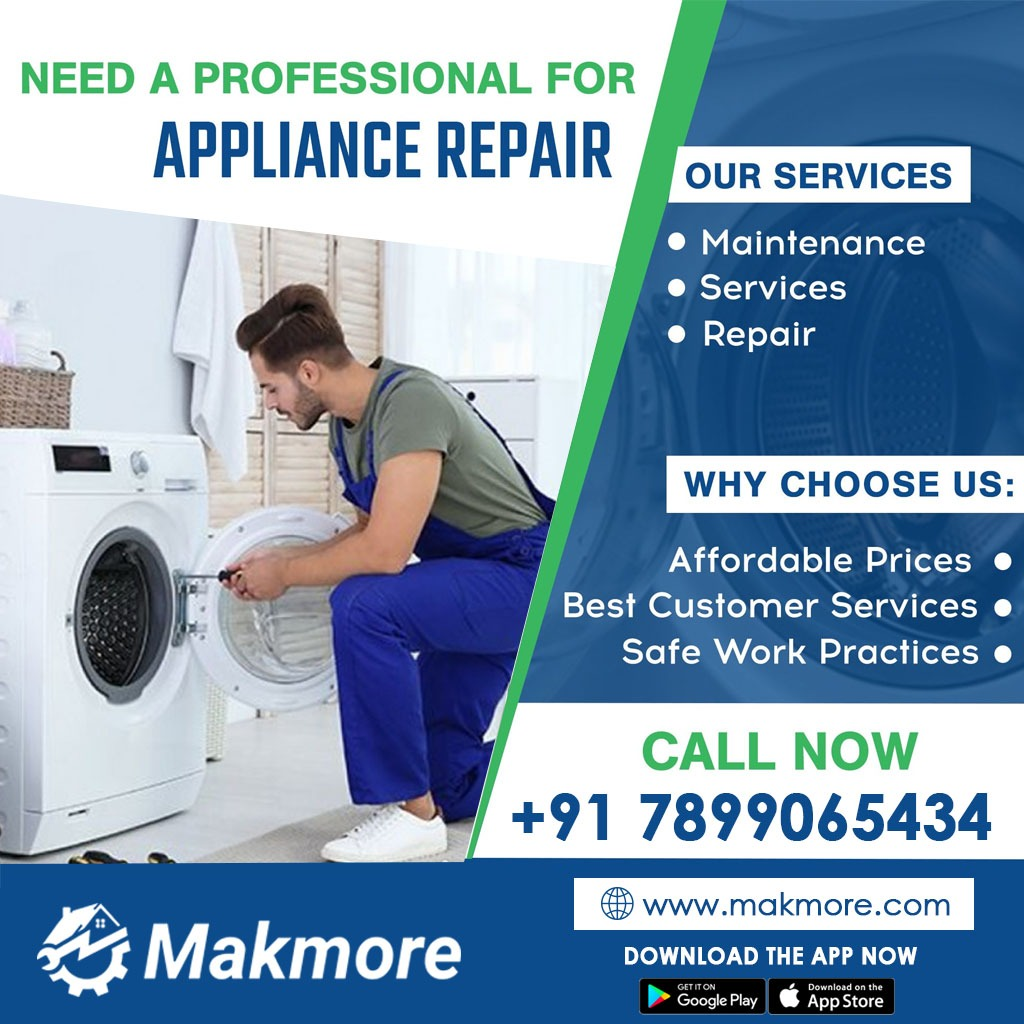 NEED A PROFESSIONAL FOR
APPLIANCE REPAIR
OUR SERVICES
Maintenance
Services
Repair
WHY CHOOSE US:
Affordable Prices
Best Customer Services
Safe Work Practices
CALL NOW
+91 7899065434
Makmore
www.makmore.com
DOWNLOAD THE APP NOW
GET IT ON
Google Play
Download on the
App Store